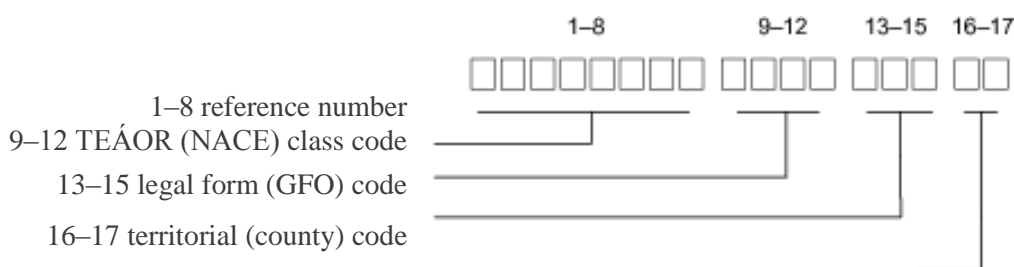 1–8 9–12 13–15 16–17
1–8 reference number
9–12 TEÁOR (NACE) class code
13–15 legal form (GFO) code
16–17 territorial (county) code